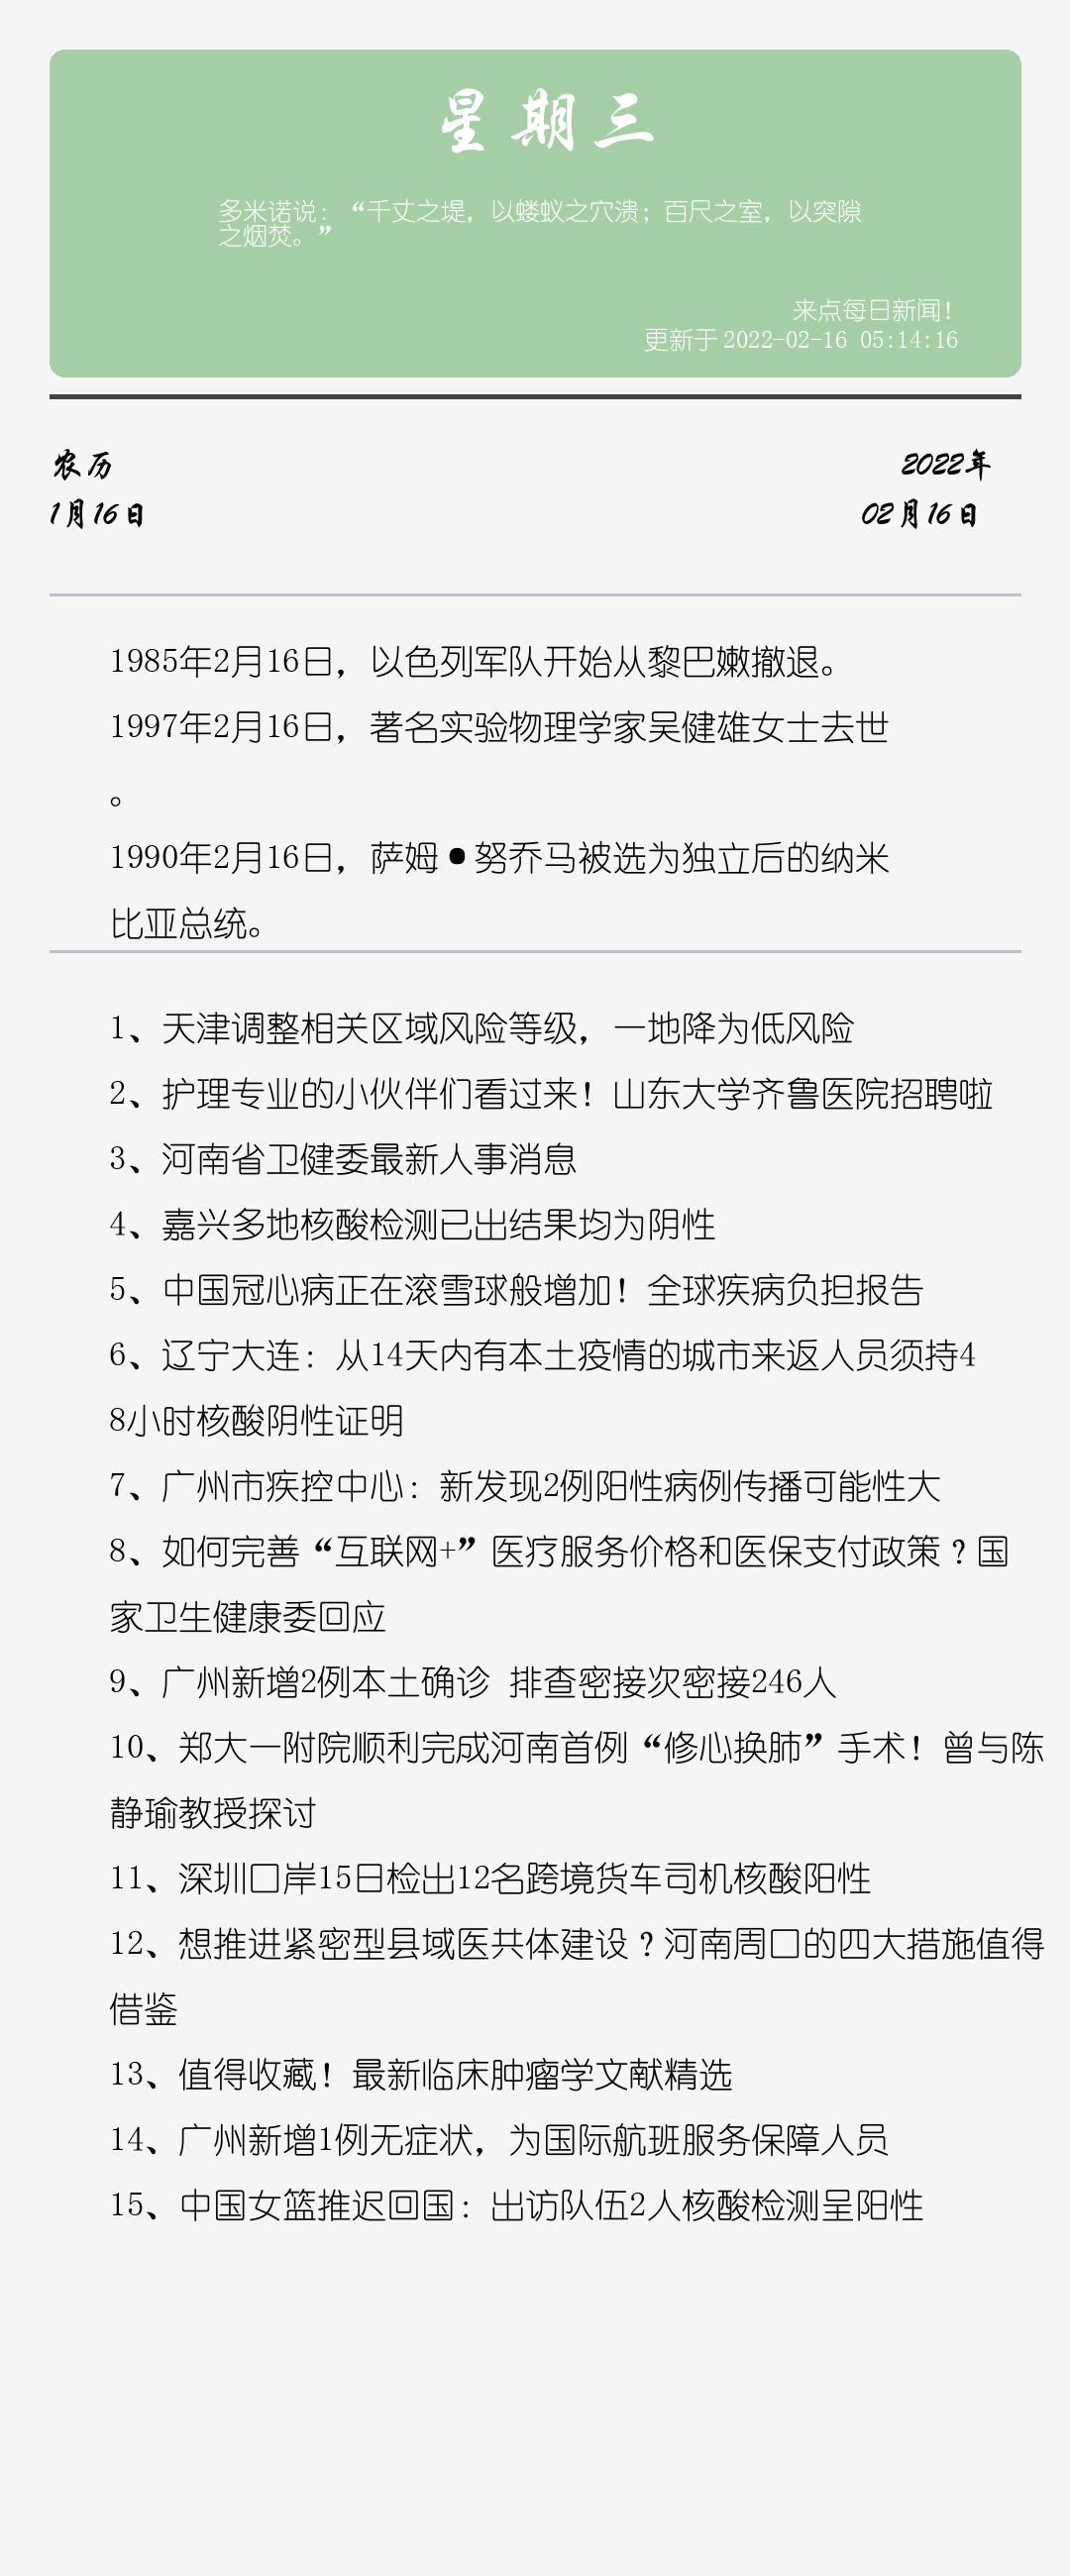 星期三
多米诺说：“千丈之堤，以蝼蚁之穴溃；百尺之室，以突隙
之烟焚。”
来点每日新闻！
更新于2022-02-16 05:14:16
农历
2022年
1月16日
02月16日
1985年2月16日，以色列军队开始从黎巴嫩撤退。
1997年2月16日，著名实验物理学家吴健雄女士去世
。
1990年2月16日，萨姆•努乔马被选为独立后的纳米
比亚总统。
1、天津调整相关区域风险等级，一地降为低风险
2、护理专业的小伙伴们看过来！山东大学齐鲁医院招聘啦
3、河南省卫健委最新人事消息
4、嘉兴多地核酸检测已出结果均为阴性
5、中国冠心病正在滚雪球般增加！全球疾病负担报告
6、辽宁大连：从14天内有本土疫情的城市来返人员须持4
8小时核酸阴性证明
7、广州市疾控中心：新发现2例阳性病例传播可能性大
8、如何完善“互联网+”医疗服务价格和医保支付政策？国
家卫生健康委回应
9、广州新增2例本土确诊 排查密接次密接246人
10、郑大一附院顺利完成河南首例“修心换肺”手术！曾与陈
静瑜教授探讨
11、深圳口岸15日检出12名跨境货车司机核酸阳性
12、想推进紧密型县域医共体建设？河南周口的四大措施值得
借鉴
13、值得收藏！最新临床肿瘤学文献精选
14、广州新增1例无症状，为国际航班服务保障人员
15、中国女篮推迟回国：出访队伍2人核酸检测呈阳性